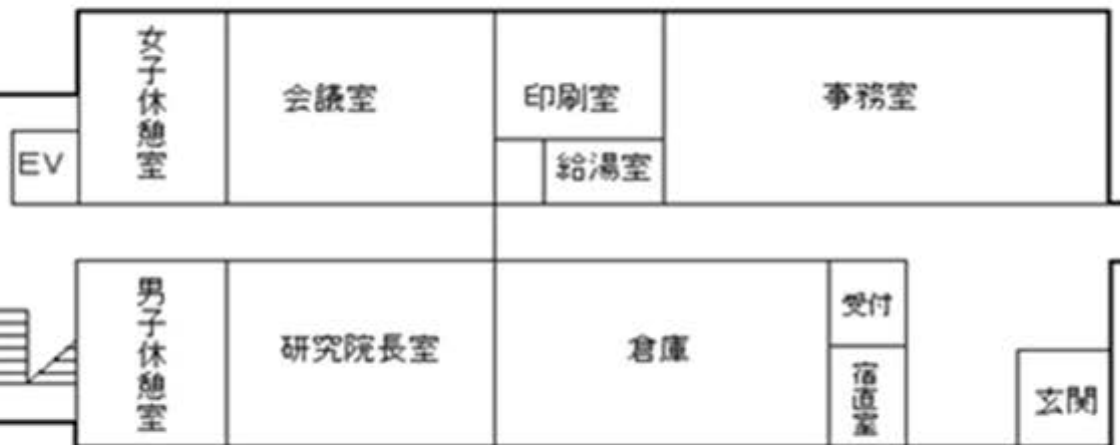 女子休憩室
会議室
印刷室
事務室
EV
給湯室
男子休憩室
研究院長室
倉庫
受付
宿直室
玄関